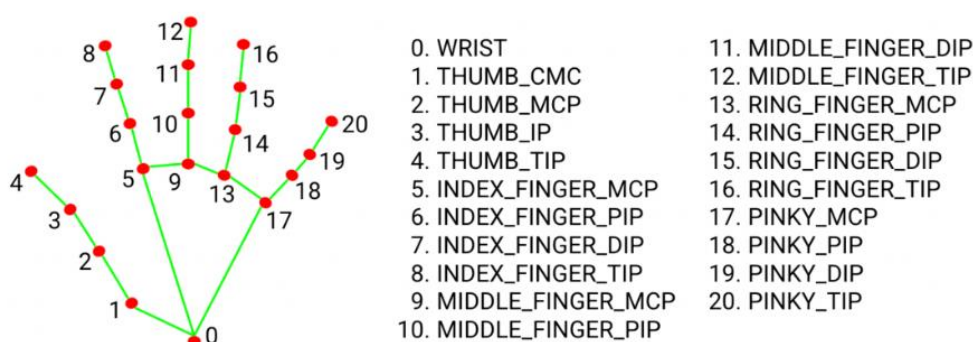 12
8
16
11
7
15
10
20
6
14
19
4
5
9
13
18
3
17
2
1
0
0. WRIST
1. THUMB_CMC
2. THUMB_MCP
3. THUMB_IP
4. THUMB_TIP
5. INDEX_FINGER_MCP
6. INDEX_FINGER_PIP
7. INDEX_FINGER_DIP
8. INDEX_FINGER_TIP
9. MIDDLE_FINGER_MCP
10. MIDDLE_FINGER_PIP
11. MIDDLE_FINGER_DIP
12. MIDDLE_FINGER_TIP
13. RING_FINGER_MCP
14. RING_FINGER_PIP
15. RING_FINGER_DIP
16. RING_FINGER_TIP
17. PINKY_MCP
18. PINKY_PIP
19. PINKY_DIP
20. PINKY_TIP